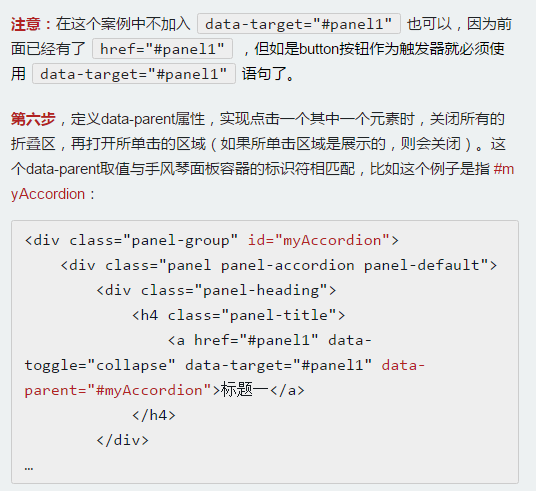 注意：在这个案例中不加入 data-target="#panel1" 也可以，因为前
面已经有了 href="#panel1" ，但如是button按钮作为触发器就必须使
用 data-target="#panel1" 语句了。
第六步，定义data-parent属性，实现点击一个其中一个元素时，关闭所有的
折叠区，再打开所单击的区域（如果所单击区域是展示的，则会关闭）。这
个data-parent取值与手风琴面板容器的标识符相匹配，比如这个例子是指 #m
yAccordion：
<div class="panel-group" id="myAccordion">
    <div class="panel panel-accordion panel-default">
        <div class="panel-heading">
            <h4 class="panel-title">
                <a href="#panel1" data-
toggle="collapse" data-target="#panel1" data-
parent="#myAccordion">标题一</a>
            </h4>
        </div>
…